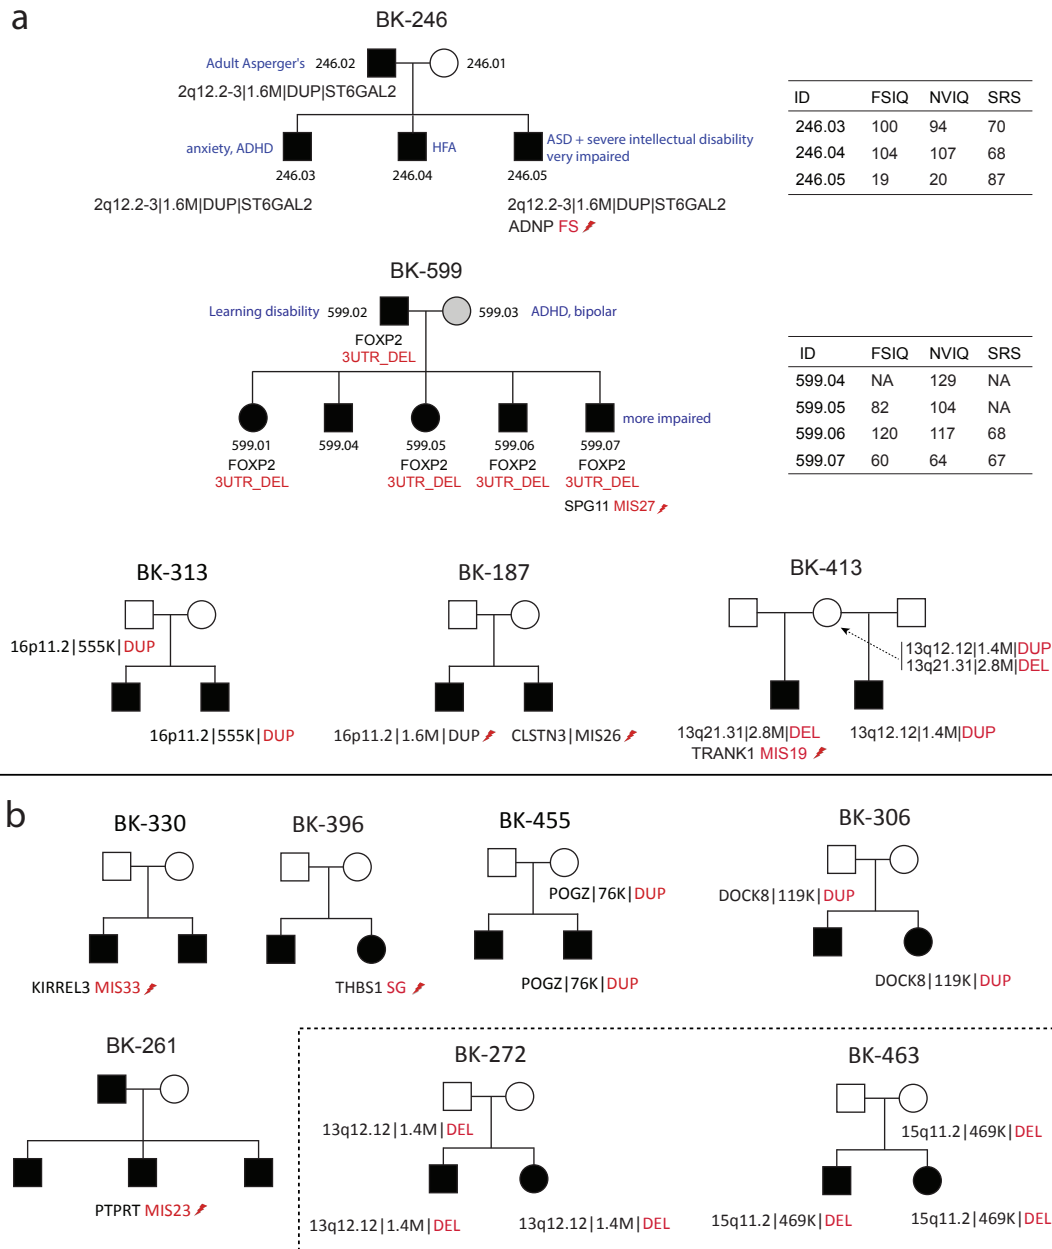 a
BK-246
Adult Asperger's 246.02 246.01
2q12.2-3|1.6M|DUP|ST6GAL2
anxiety, ADHD
HFA
ASD + severe intellectual disability
very impaired
246.03 246.04 246.05
2q12.2-3|1.6M|DUP|ST6GAL2 2q12.2-3|1.6M|DUP|ST6GAL2
ADNP FS
ID FSIQ NVIQ SRS
246.03 100 94 70
246.04 104 107 68
246.05 19 20 87
BK-599
Learning disability 599.02 599.03 ADHD, bipolar
FOXP2
3UTR_DEL
more impaired
599.01 599.04 599.05 599.06 599.07
FOXP2 FOXP2 FOXP2 FOXP2
3UTR_DEL 3UTR_DEL 3UTR_DEL 3UTR_DEL
SPG11 MIS27
ID FSIQ NVIQ SRS
599.04 NA 129 NA
599.05 82 104 NA
599.06 120 117 68
599.07 60 64 67
BK-313
16p11.2|555K|DUP
16p11.2|555K|DUP
BK-187
16p11.2|1.6M|DUP CLSTN3|MIS26
BK-413
13q12.12|1.4M|DUP
13q21.31|2.8M|DEL
13q21.31|2.8M|DEL 13q12.12|1.4M|DUP
TRANK1 MIS19
b
BK-330
KIRREL3 MIS33
BK-396
THBS1 SG
BK-455
POGZ|76K|DUP
POGZ|76K|DUP
BK-306
DOCK8|119K|DUP
DOCK8|119K|DUP
BK-261
PTPRT MIS23
BK-272
13q12.12|1.4M|DEL
13q12.12|1.4M|DEL 13q12.12|1.4M|DEL
BK-463
15q11.2|469K|DEL
15q11.2|469K|DEL 15q11.2|469K|DEL